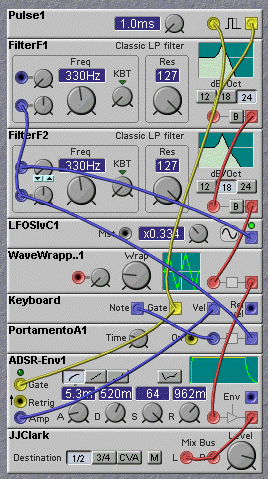 Pulse1 1.0ms
FilterF1 Classic LP filter
Freq Res
330Hz KBT 127
dB/Oct
12 18 24
B
FilterF2 Classic LP filter
Freq Res
330Hz KBT 127
dB/Oct
12 18 24
B
LFOSlvC1
Mst x0.334
WaveWrapp..1 Wrap
Keyboard
Note Gate Vel Rel
vel
PortamentoA1
Time On
ADSR-Env1
Gate 5.3m 520m 64 962m
Retrig Env
Amp A D S R
JJClark
Mix Bus Level
Destination 1/2 3/4 CVA M L R